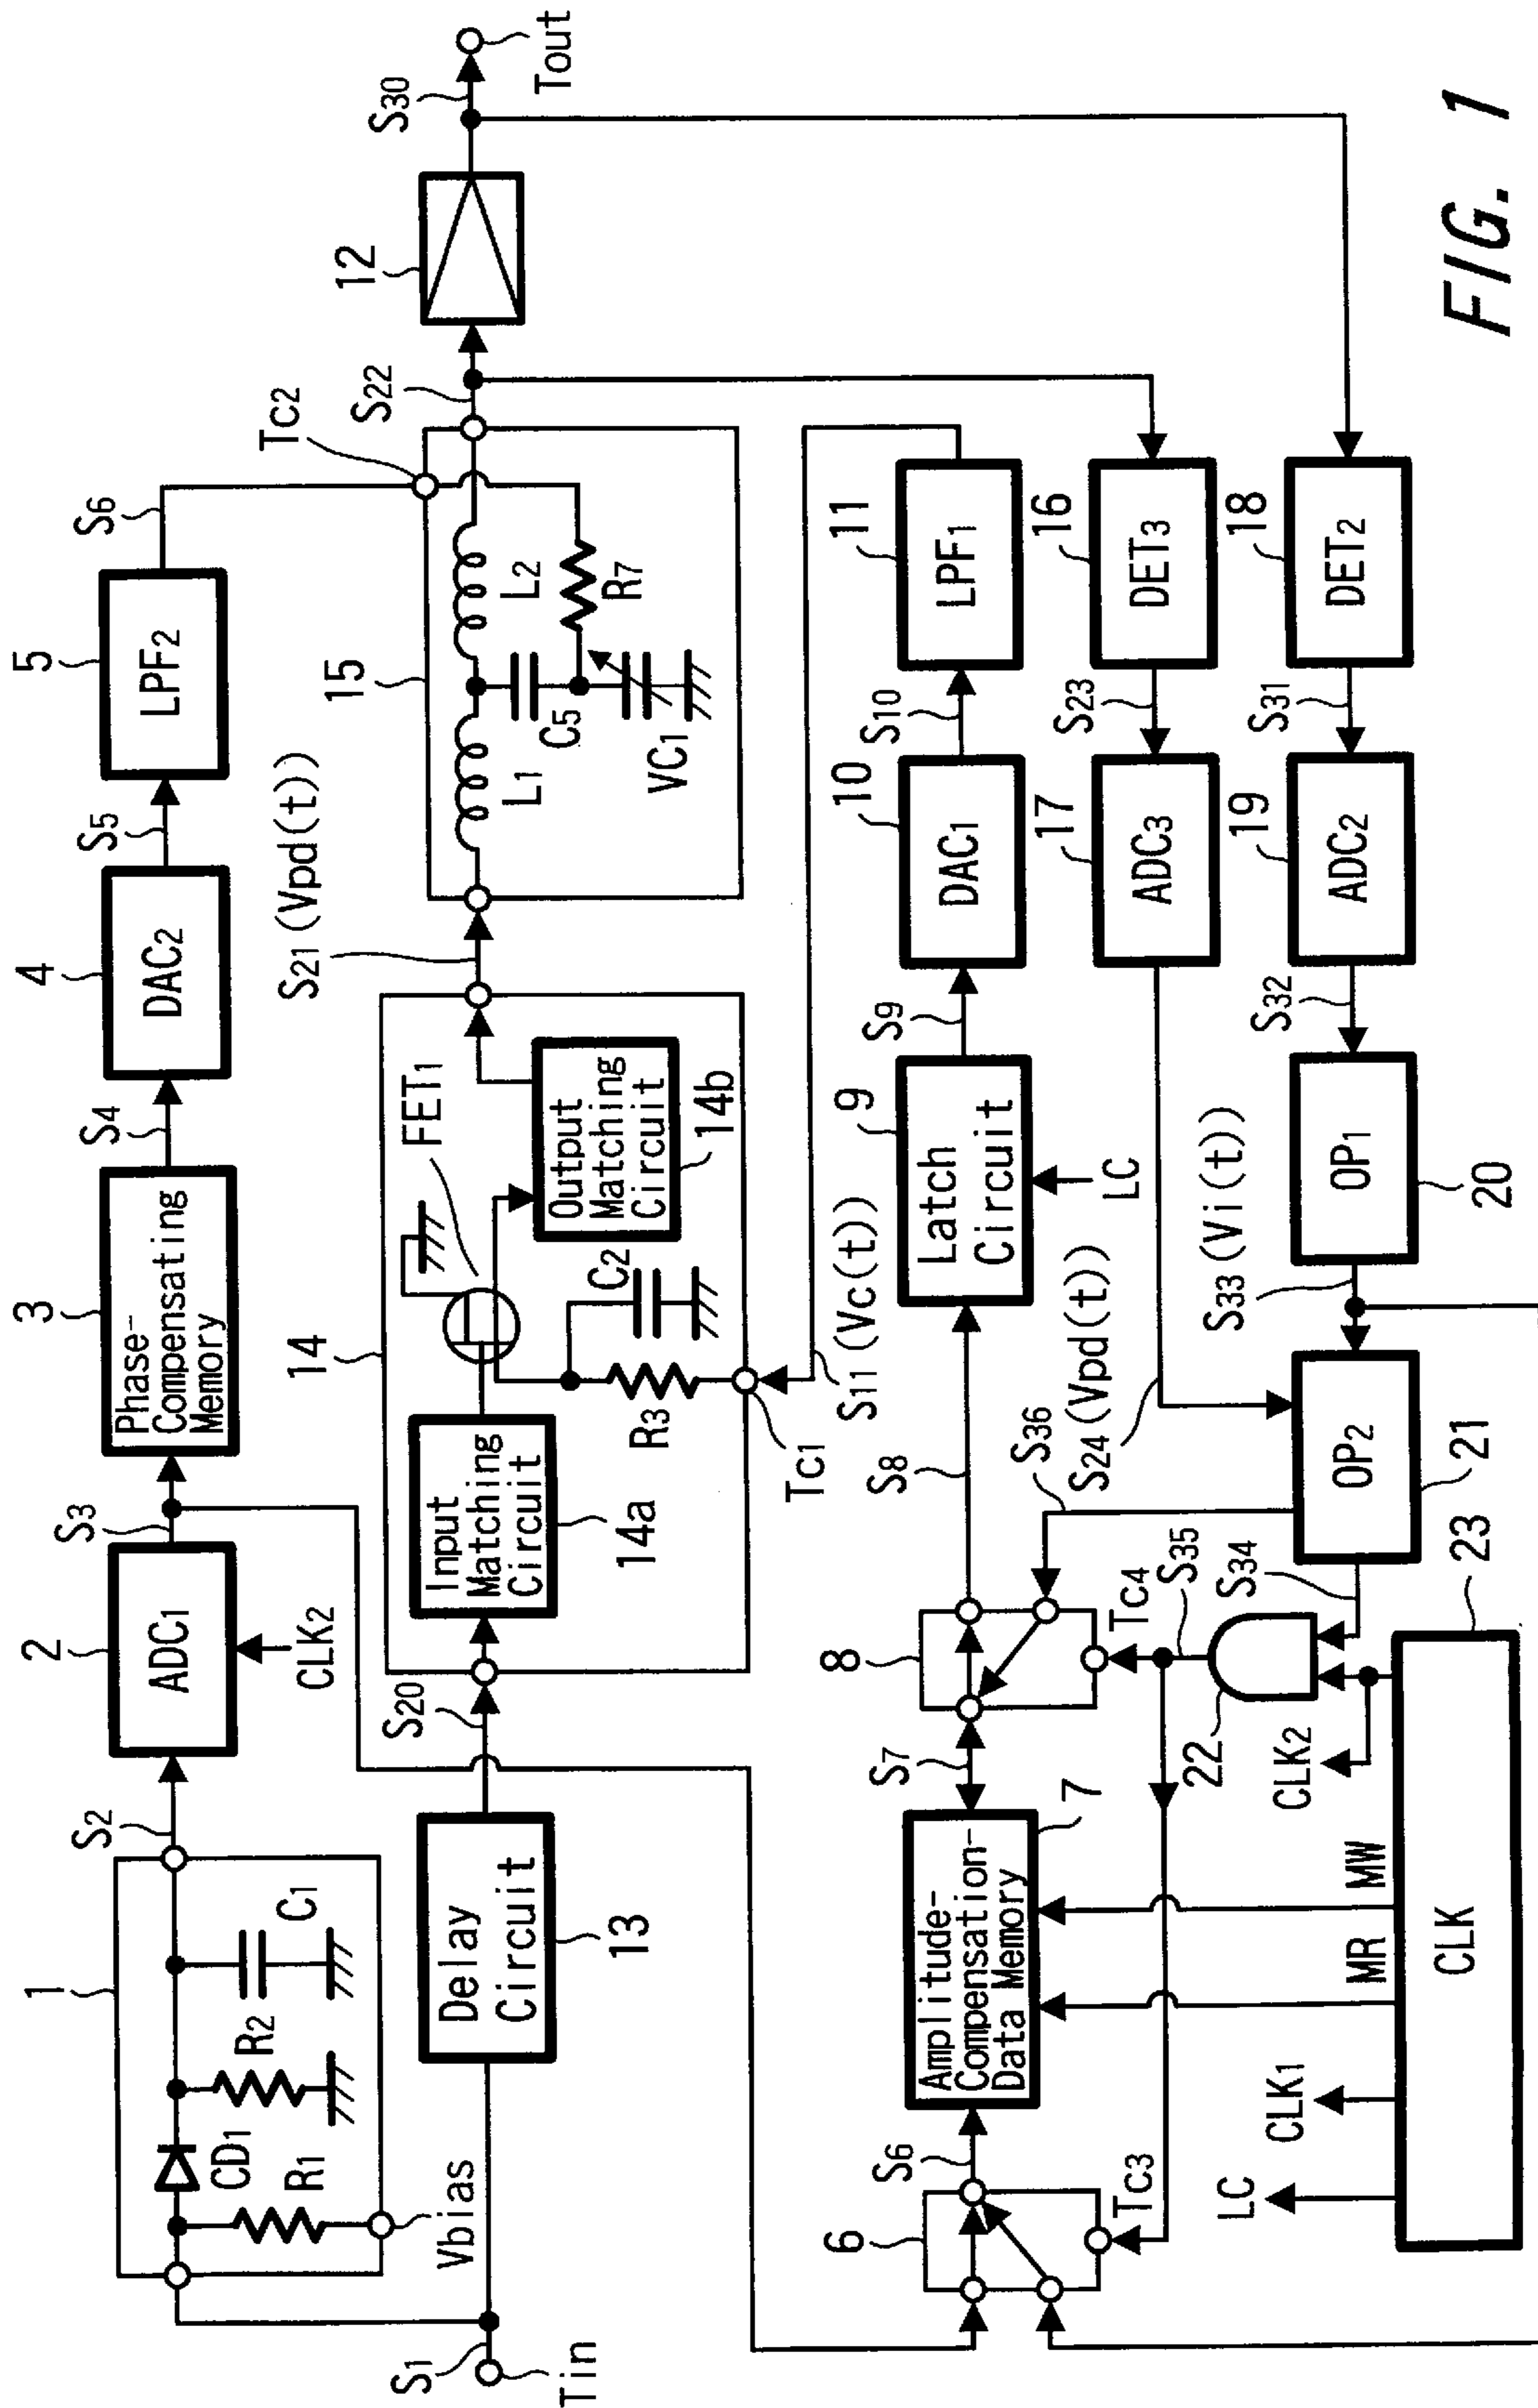 S1
Tin
1
CD1
R1
R2
C1
Vbias
S2
2
ADC1
CLK2
S3
3
Phase-
Compensating
Memory
S4
4
DAC2
S5
5
LPF2
S6
Tc2
Delay
Circuit
13
S20
14
Input
Matching
Circuit
14a
FET1
R3
C2
Output
Matching
Circuit
14b
Tc1
S21(Vpd(t))
15
L1
L2
C5
R7
VC1
S22
12
S30
Tout
6
Tc3
S6
Amplitude-
Compensation-
Data Memory
7
S7
8
Tc4
S8
9
Latch
Circuit
LC
S9
10
DAC1
S10
11
LPF1
S11(Vc(t))
S36
S24(Vpd(t))
17
ADC3
S23
16
DET3
S35
22
S34
21
OP2
S33(Vi(t))
20
OP1
S32
19
ADC2
S31
18
DET2
LC
CLK1
MR
MW
CLK2
23
CLK
FIG. 1